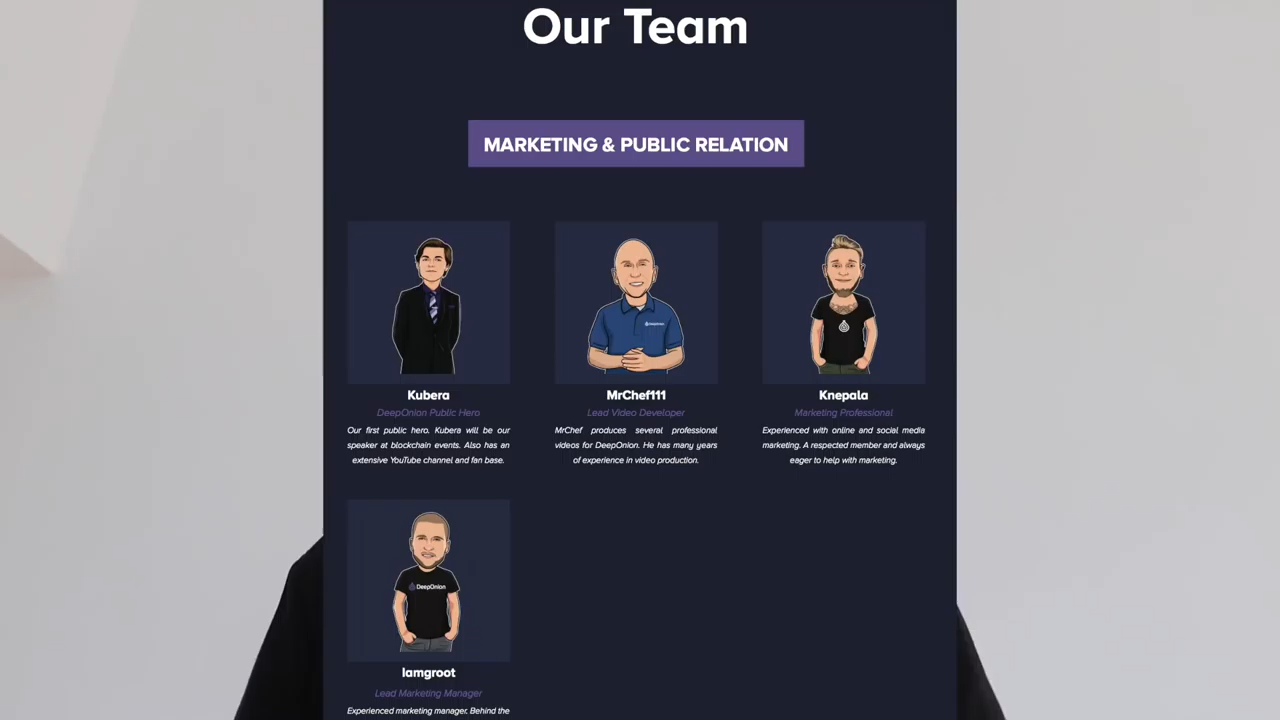 Our Team
MARKETING & PUBLIC RELATION
Kubera
DeepOnion Public Hero
Our first public hero. Kubera will be our
speaker at blockchain events. Also has an
extensive YouTube channel and fan base.
MrChef111
Lead Video Developer
MrChef produces several professional
videos for DeepOnion. He has many years
of experience in video production.
Knepala
Marketing Professional
Experienced with online and social media
marketing. A respected member and always
eager to help with marketing.
DeepOnion
Iamgroot
Lead Marketing Manager
Experienced marketing manager. Behind the